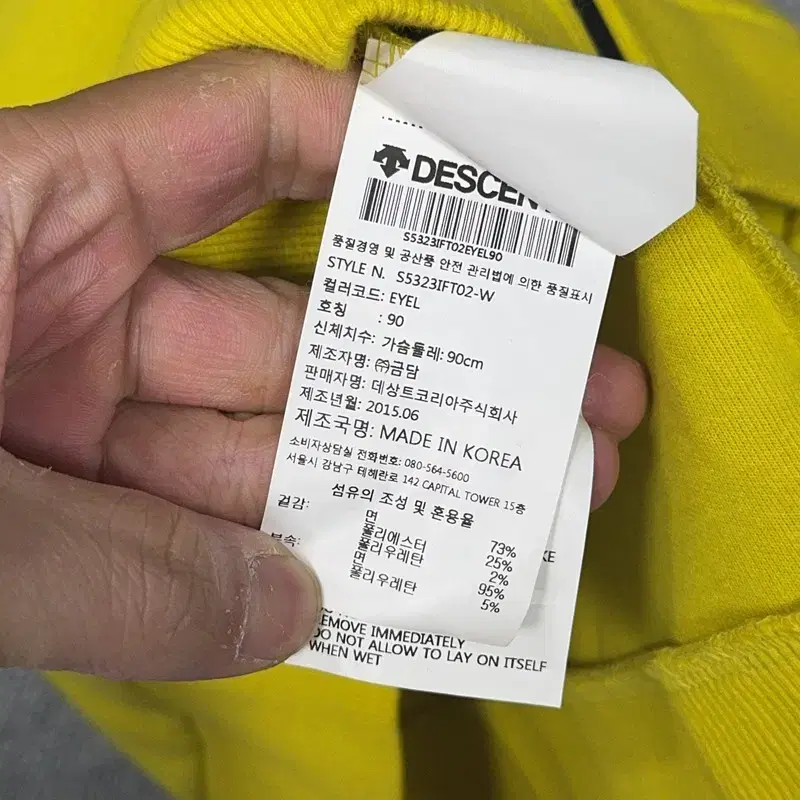 DESCEN
S5323IFT02EYEL90
품질경영 및 공산품 안전 관리법에 의한 품질표시
STYLE N. S5323IFT02-W
컬러코드: EYEL
호칭 : 90
신체치수: 가슴둘레: 90cm
제조자명: ㈜금담
판매자명: 데상트코리아주식회사
제조년월: 2015.06
제조국명: MADE IN KOREA
소비자상담실 전화번호: 080-564-5600
서울시 강남구 테헤란로 142 CAPITAL TOWER 15층
섬유의 조성 및 혼용율
겉감: 면 73%
폴리에스터 25%
폴리우레탄 2%
부속: 면 95%
폴리우레탄 5%
KE
EMOVE IMMEDIATELY
DO NOT ALLOW TO LAY ON ITSELF
WHEN WET